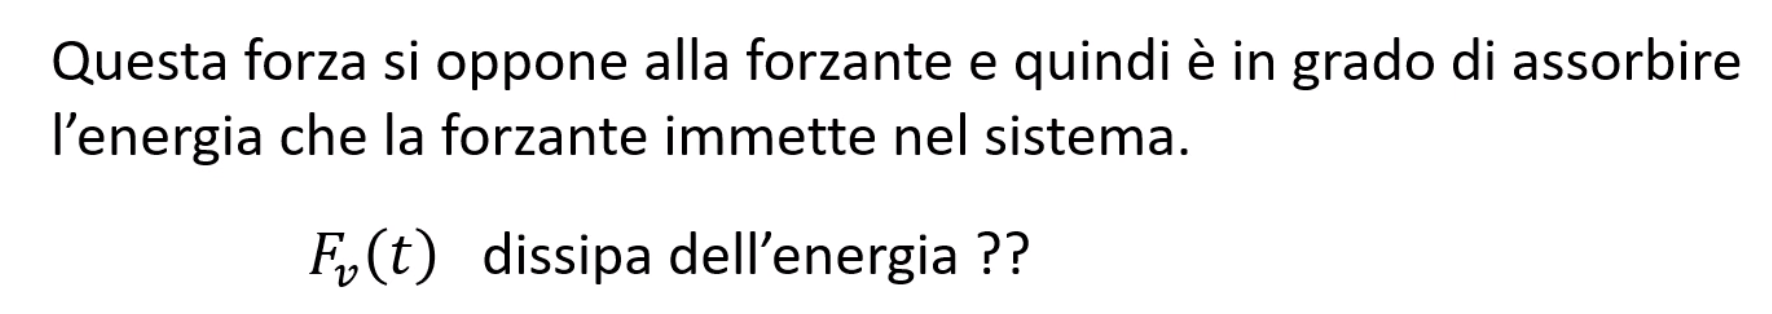 Questa forza si oppone alla forzante e quindi è in grado di assorbire
l’energia che la forzante immette nel sistema.
𝐹ᵥ(𝑡) dissipa dell’energia ??